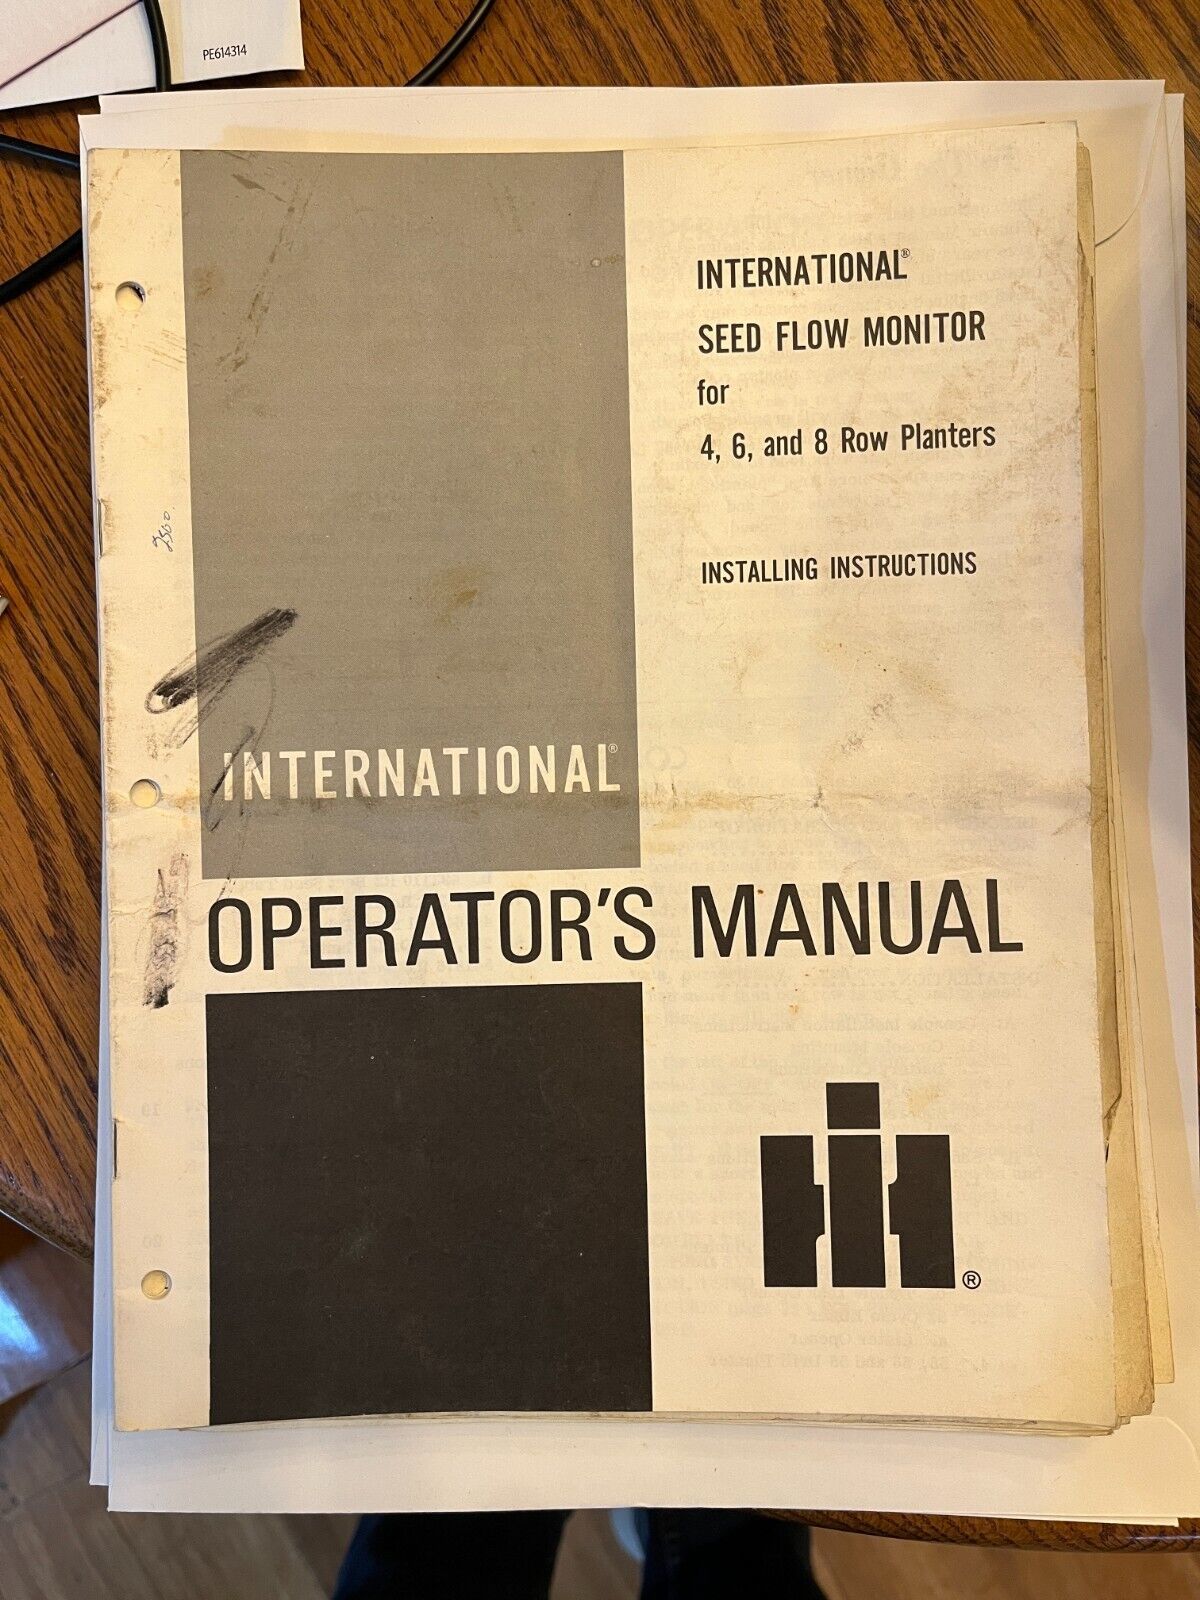 PE614314
INTERNATIONAL®
SEED FLOW MONITOR
for
4, 6, and 8 Row Planters
INSTALLING INSTRUCTIONS
INTERNATIONAL®
OPERATOR'S MANUAL
®